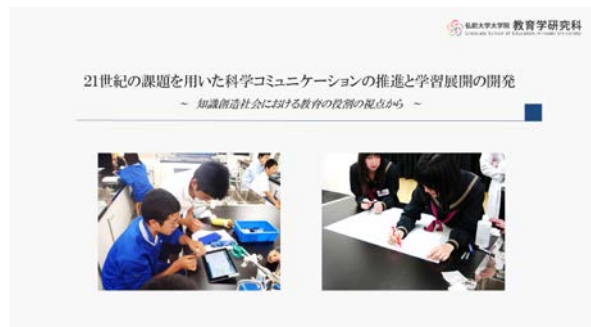 弘前大学大学院 教育学研究科
21世紀の課題を用いた科学コミュニケーションの推進と学習展開の開発
~ 知識創造社会における教育の役割の視点から ~